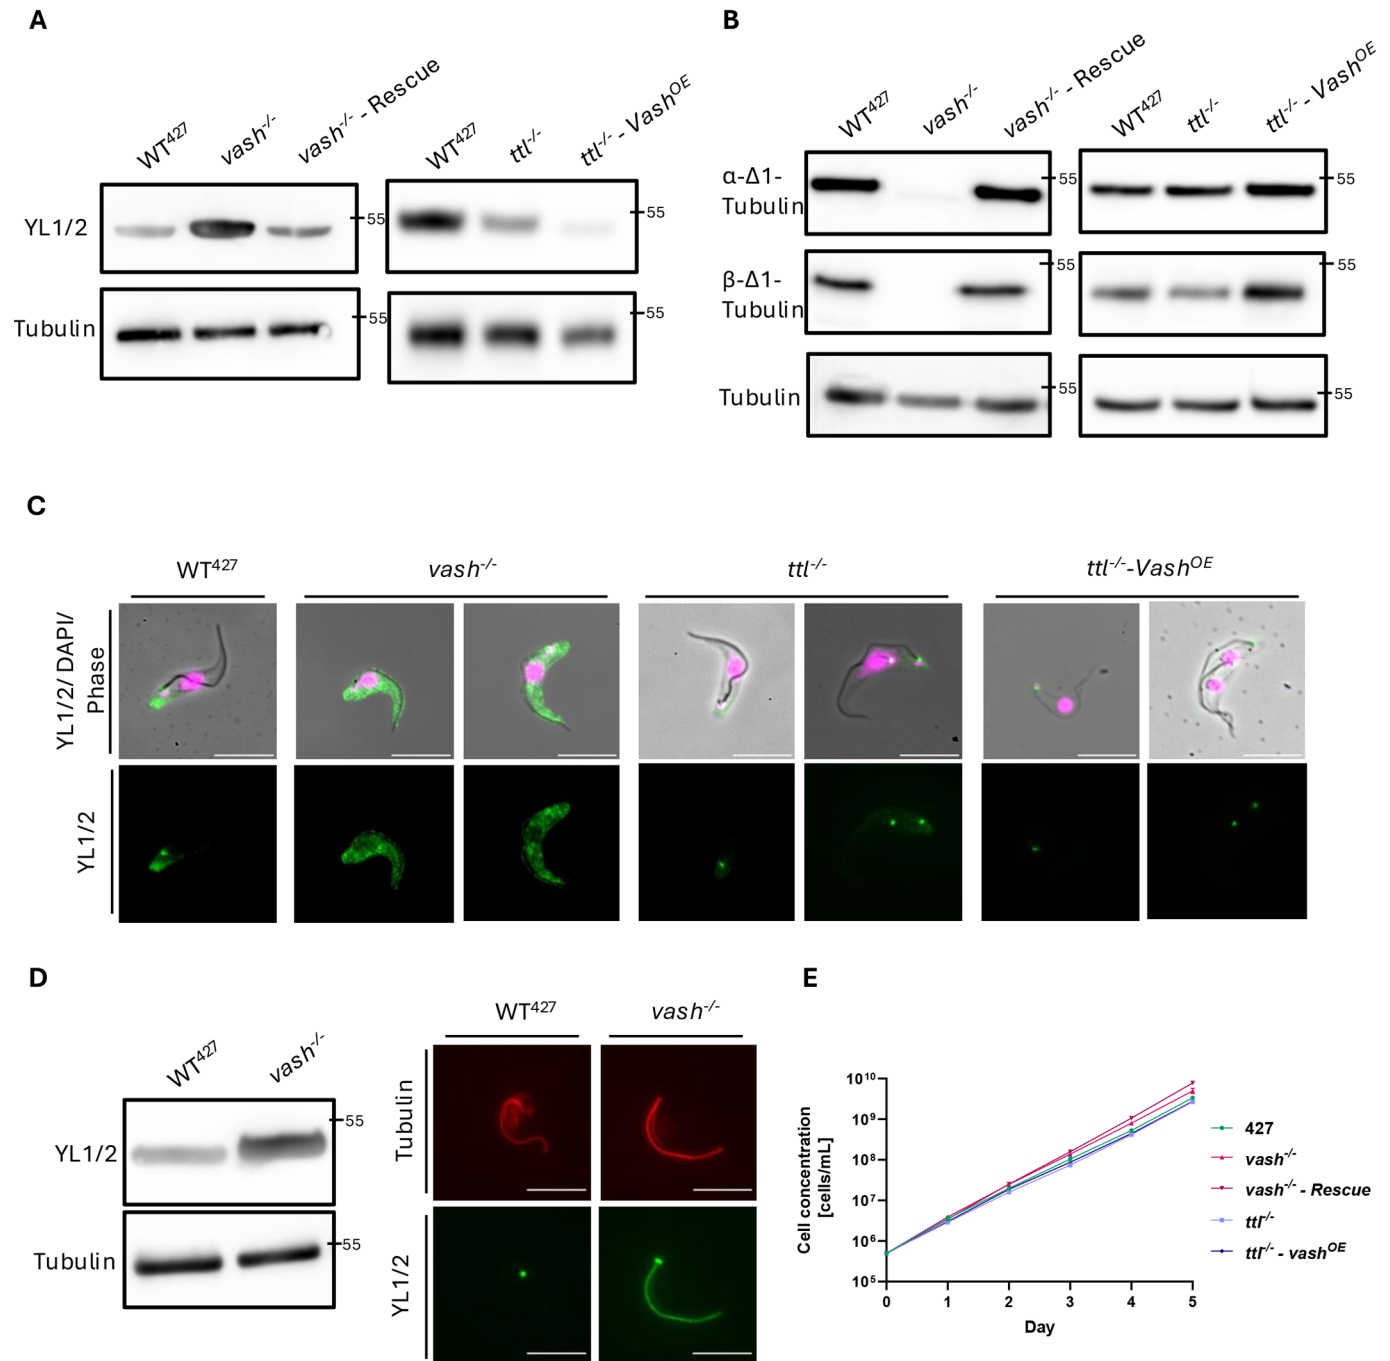 A
WT427
vash-/-
vash-/- - Rescue
WT427
ttl-/-
ttl-/- - VashOE
YL1/2
55
55
Tubulin
55
55
B
WT427
vash-/-
vash-/- - Rescue
WT427
ttl-/-
ttl-/- - VashOE
α-Δ1-
Tubulin
55
55
β-Δ1-
Tubulin
55
55
Tubulin
55
55
C
WT427
vash-/-
ttl-/-
ttl-/--VashOE
YL1/2/ DAPI/
Phase
YL1/2
D
WT427
vash-/-
YL1/2
55
Tubulin
55
WT427
vash-/-
Tubulin
YL1/2
E
Cell concentration
[cells/mL]
1010
109
108
107
106
105
0 1 2 3 4 5
Day
427
vash-/-
vash-/- - Rescue
ttl-/-
ttl-/- - vashOE